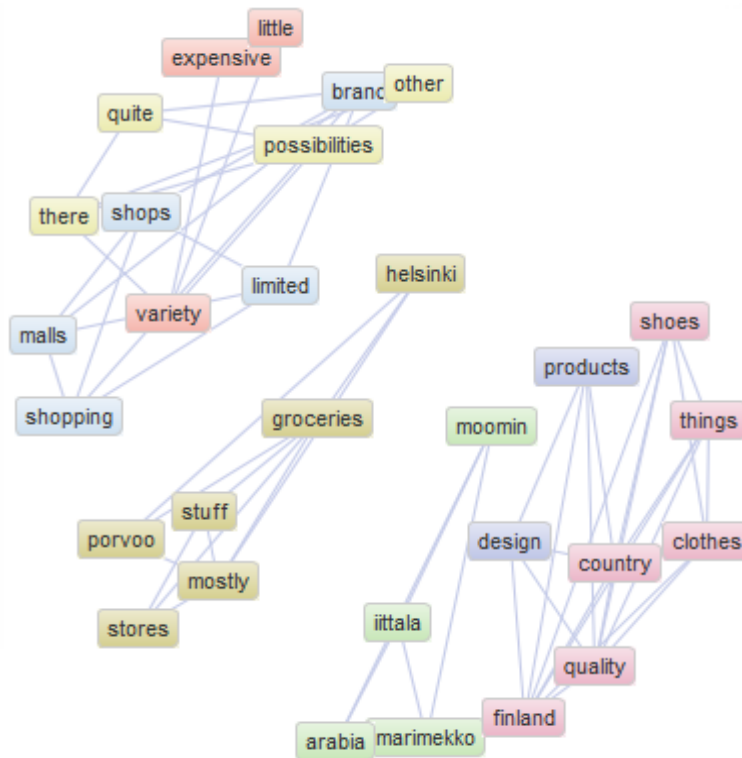 little
expensive
other
branc
quite
possibilities
there
shops
helsinki
limited
variety
shoes
malls
products
shopping
groceries
things
moomin
stuff
porvoo
design
clothes
country
mostly
iittala
stores
quality
finland
arabia
marimekko